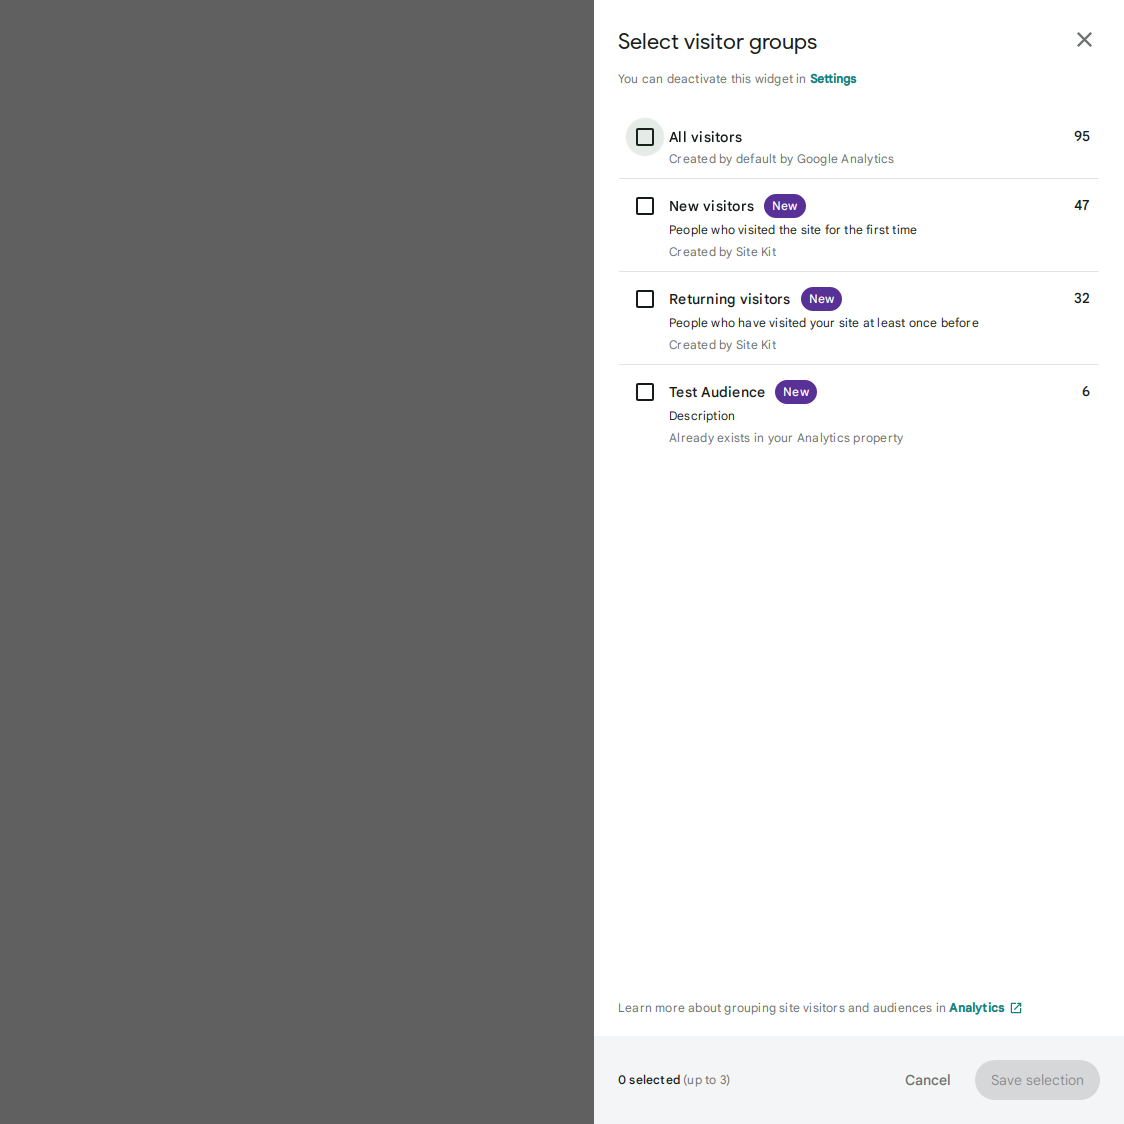 Select visitor groups
You can deactivate this widget in Settings
All visitors 95
Created by default by Google Analytics
New visitors New 47
People who visited the site for the first time
Created by Site Kit
Returning visitors New 32
People who have visited your site at least once before
Created by Site Kit
Test Audience New 6
Description
Already exists in your Analytics property
Learn more about grouping site visitors and audiences in Analytics
0 selected (up to 3) Cancel Save selection